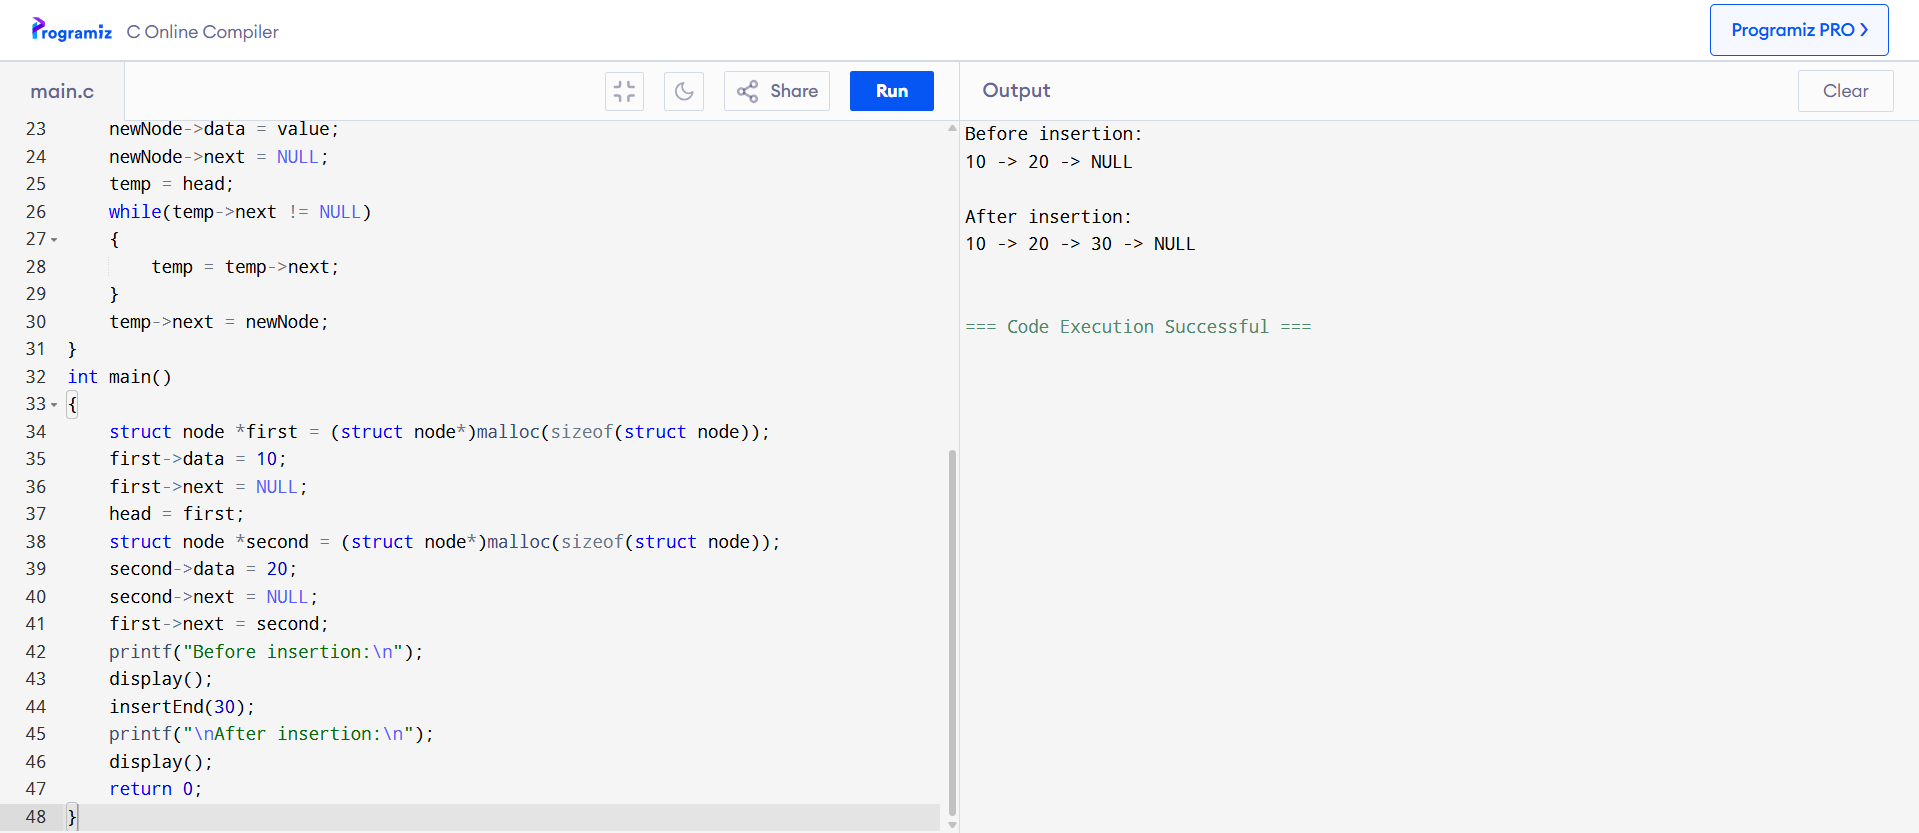 Programiz C Online Compiler
Programiz PRO
main.c
Share
Run
Output
Clear
23 newNode->data = value;
24 newNode->next = NULL;
25 temp = head;
26 while(temp->next != NULL)
27 {
28 temp = temp->next;
29 }
30 temp->next = newNode;
31 }
32 int main()
33 {
34 struct node *first = (struct node*)malloc(sizeof(struct node));
35 first->data = 10;
36 first->next = NULL;
37 head = first;
38 struct node *second = (struct node*)malloc(sizeof(struct node));
39 second->data = 20;
40 second->next = NULL;
41 first->next = second;
42 printf("Before insertion:\n");
43 display();
44 insertEnd(30);
45 printf("\nAfter insertion:\n");
46 display();
47 return 0;
48 }
Before insertion:
10 -> 20 -> NULL
After insertion:
10 -> 20 -> 30 -> NULL
=== Code Execution Successful ===